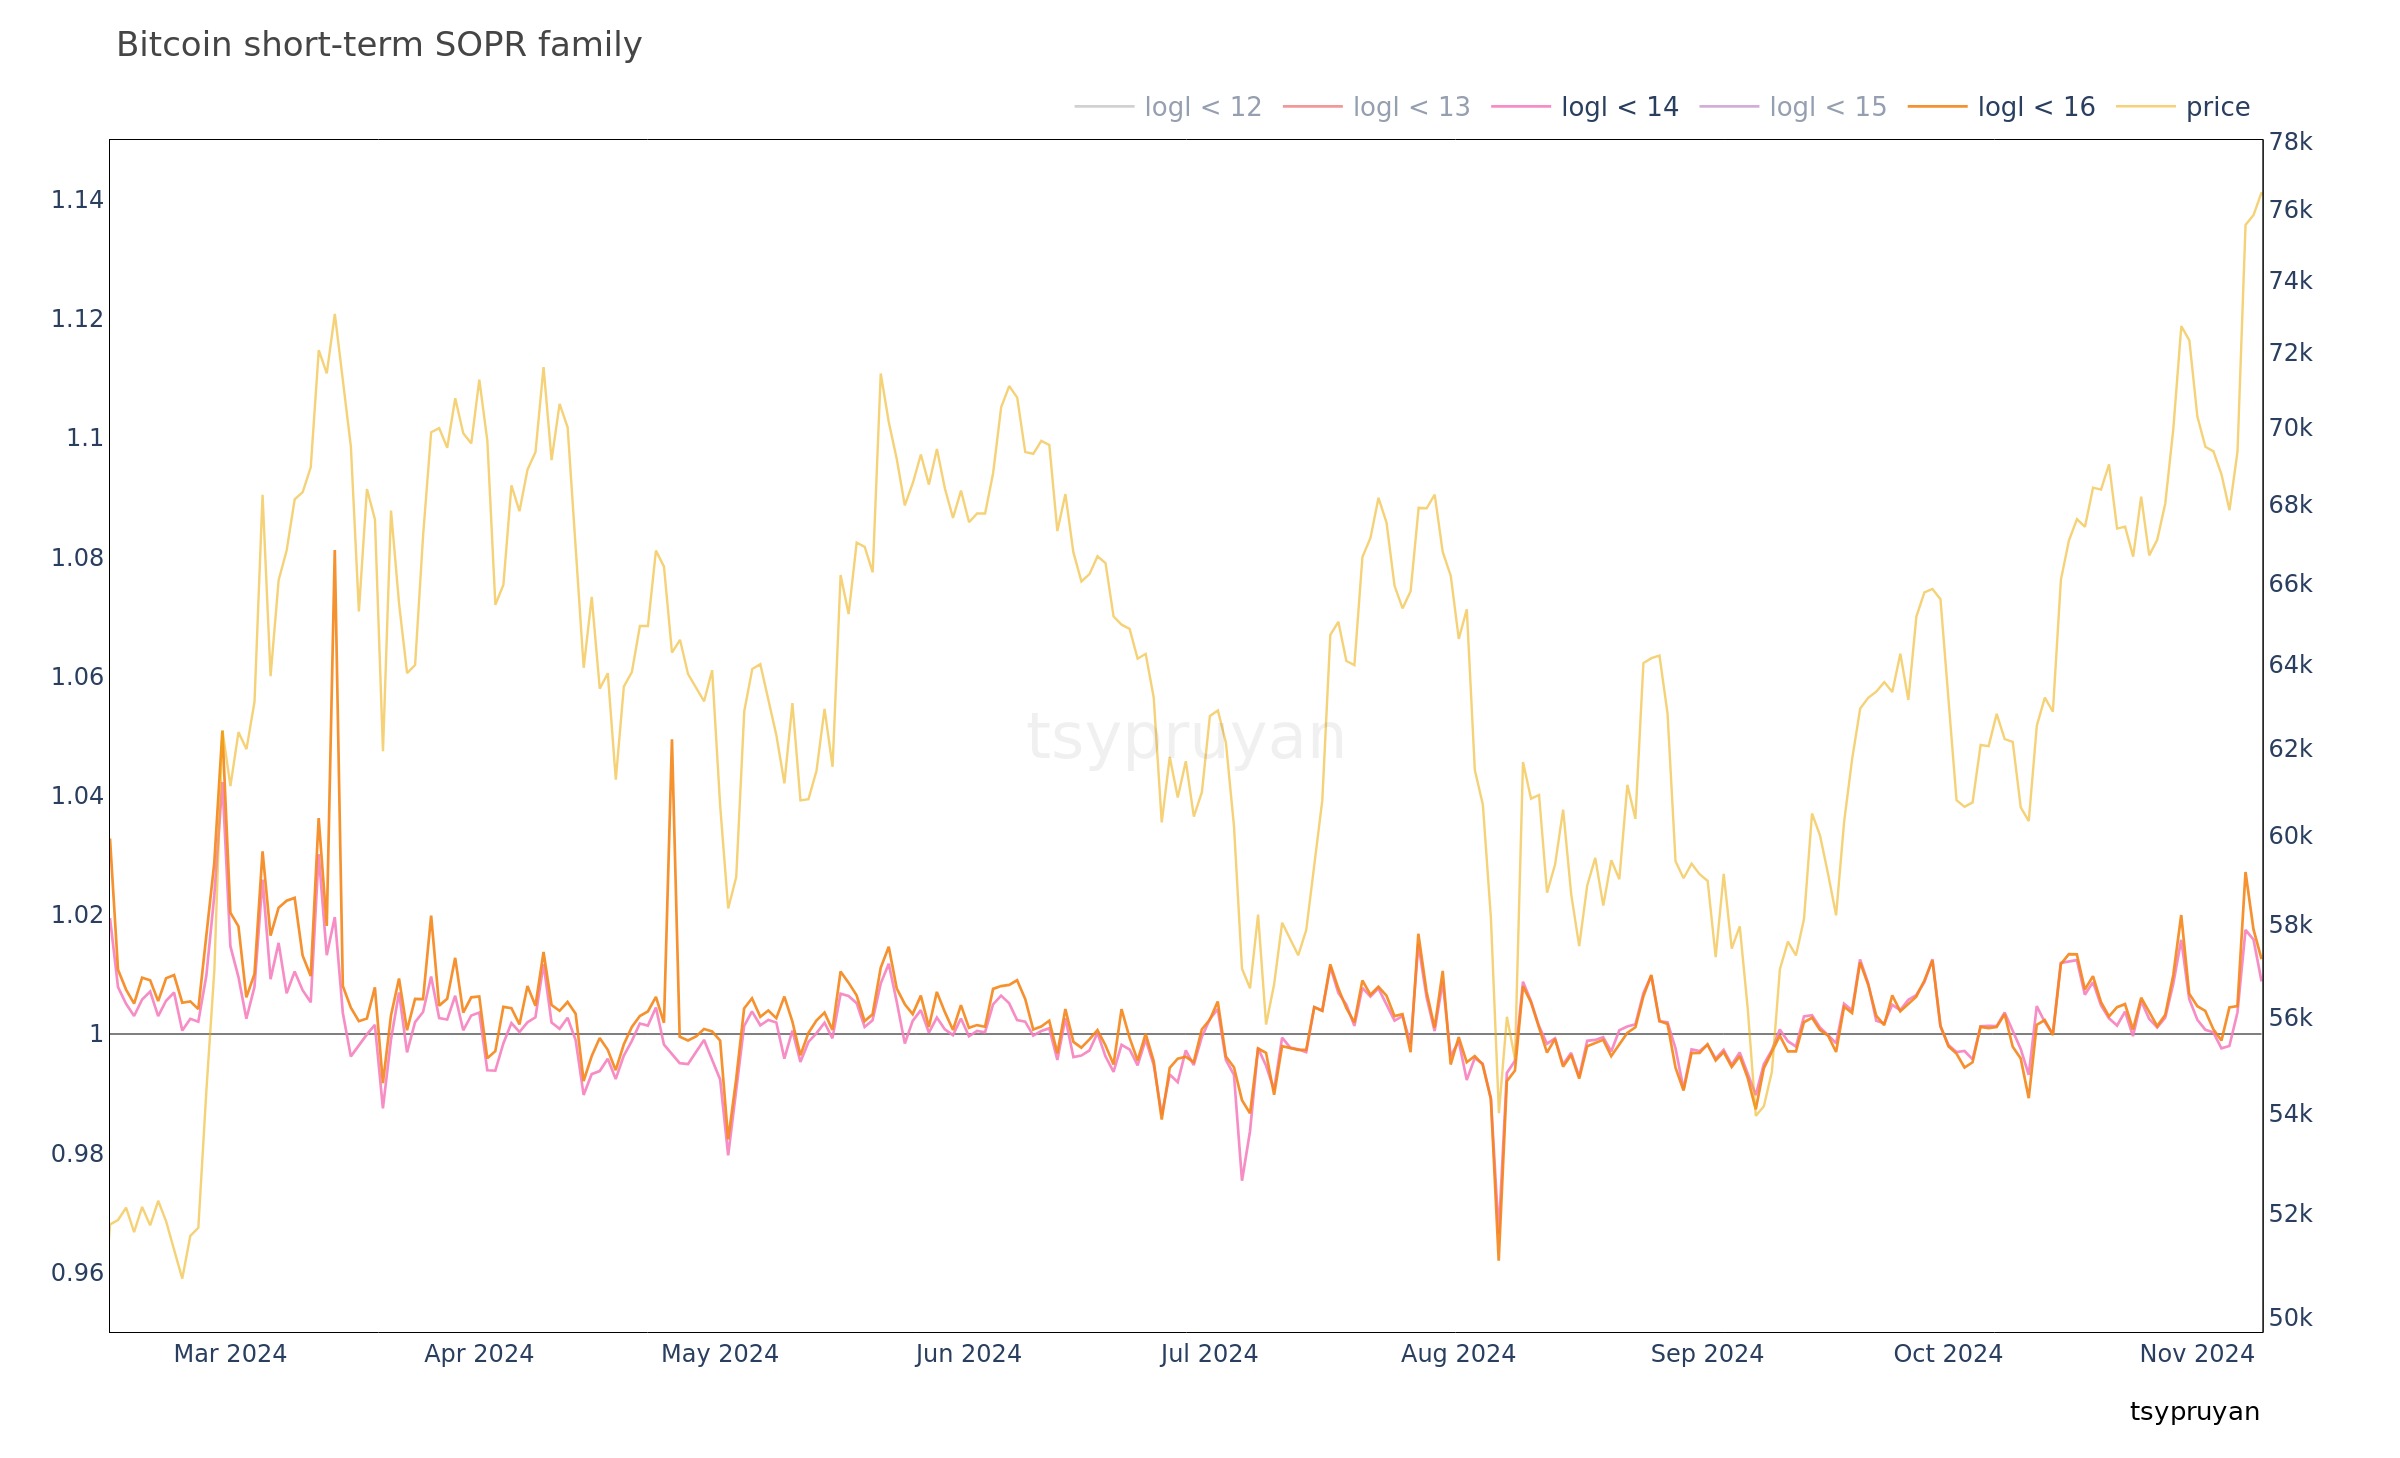 Bitcoin short-term SOPR family
logl < 12 logl < 13 logl < 14 logl < 15 logl < 16 price
78k
1.14
76k
74k
1.12
72k
1.1
70k
68k
1.08
66k
1.06
64k
tsypruyan
62k
1.04
60k
1.02
58k
1
56k
54k
0.98
52k
0.96
50k
Mar 2024 Apr 2024 May 2024 Jun 2024 Jul 2024 Aug 2024 Sep 2024 Oct 2024 Nov 2024
tsypruyan